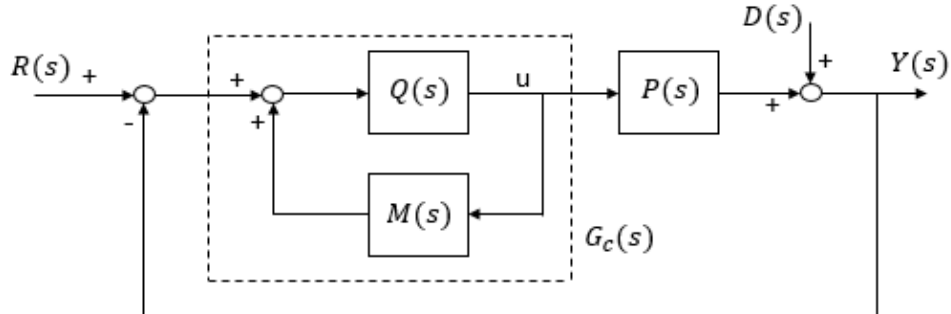 D(s)
R(s) + + Q(s) u P(s) + + Y(s)
- +
M(s)
G_c(s)